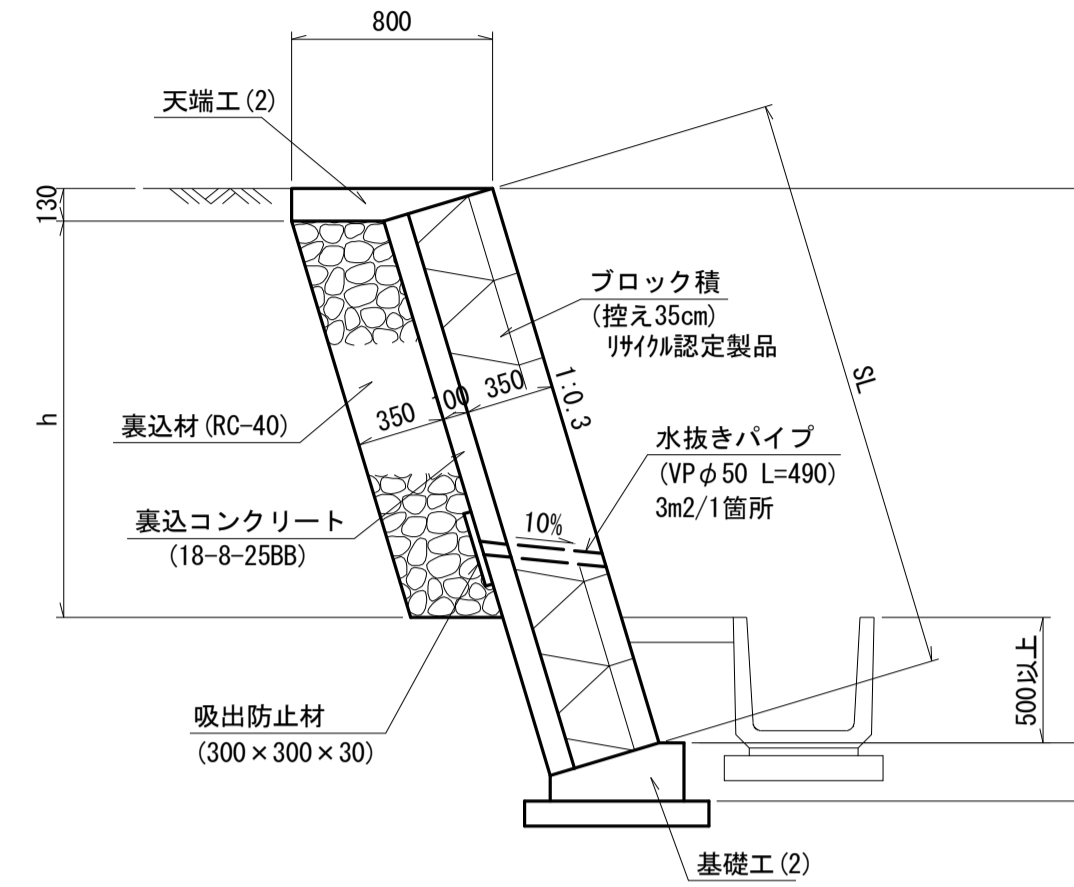 800
天端工(2)
130
ブロック積
(控え35cm)
リサイクル認定製品
SL
1:0.3
350
100
350
h
裏込材(RC-40)
水抜きパイプ
(VPφ50 L=490)
3m2/1箇所
裏込コンクリート
(18-8-25BB)
10%
500以上
吸出防止材
(300×300×30)
基礎工(2)